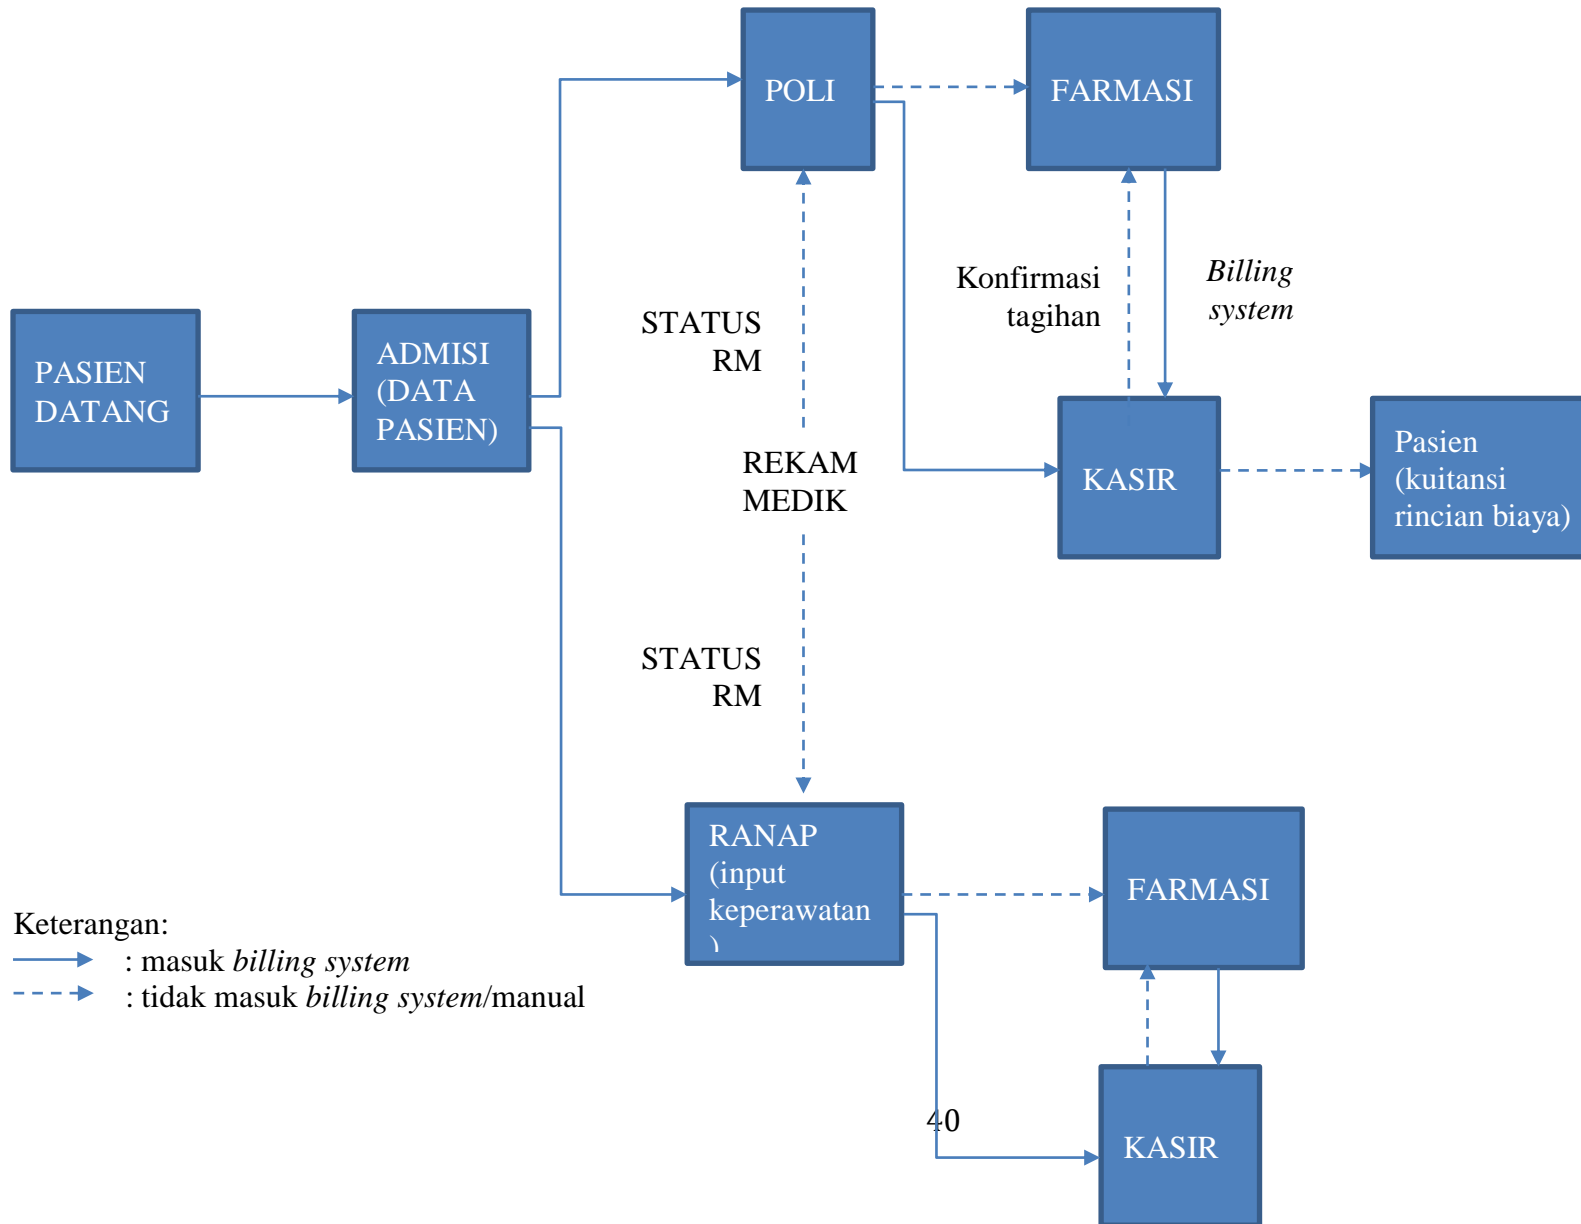 POLI
FARMASI
Konfirmasi
tagihan
Billing
system
STATUS
RM
PASIEN
DATANG
ADMISI
(DATA
PASIEN)
REKAM
MEDIK
KASIR
Pasien
(kuitansi
rincian biaya)
STATUS
RM
RANAP
(input
keperawatan
)
FARMASI
Keterangan:
: masuk billing system
: tidak masuk billing system/manual
40
KASIR